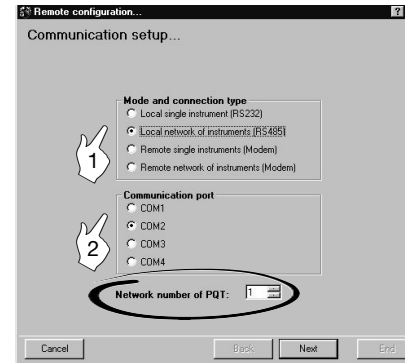 Remote configuration...
?
Communication setup...
Mode and connection type
Local single instrument (RS232)
Local network of instruments (RS485)
Remote single instruments (Modem)
Remote network of instruments (Modem)
1
Communication port
COM1
COM2
COM3
COM4
2
Network number of PQT: 1
Cancel Back Next End